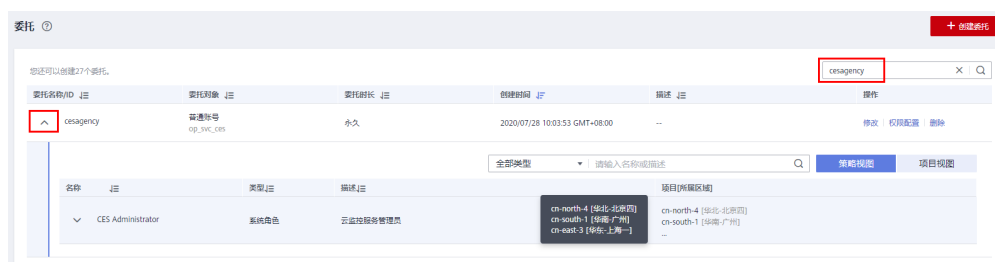 委托
+ 创建委托
您还可以创建27个委托。
cesagency
委托名称/ID 委托对象 委托时长 创建时间 描述 操作
cesagency 普通账号 永久 2020/07/28 10:03:53 GMT+08:00 -- 修改 权限配置 删除
op_svc_ces
全部类型 请输入名称或描述 策略视图 项目视图
名称 类型 描述 项目[所属区域]
CES Administrator 系统角色 云监控服务管理员
cn-north-4 [华北-北京四]
cn-south-1 [华南-广州]
cn-east-3 [华东-上海一]
cn-north-4 [华北-北京四]
cn-south-1 [华南-广州]
...